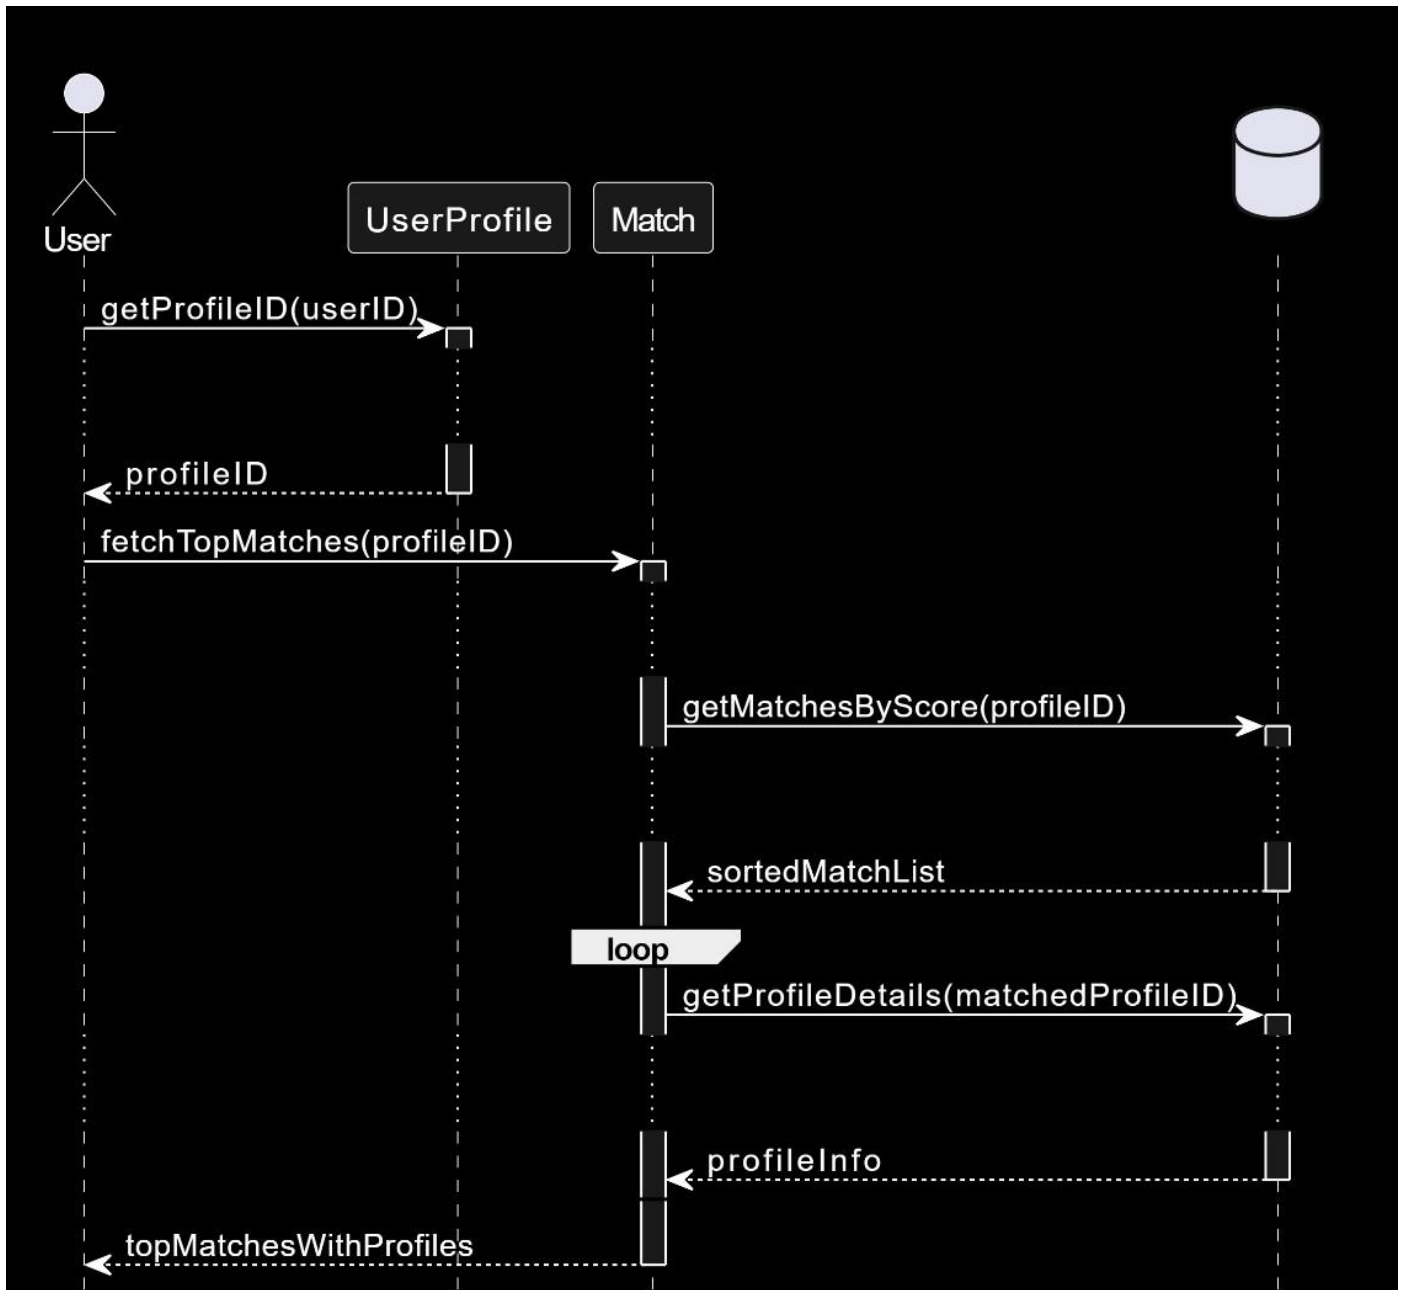 User
UserProfile
Match
getProfileID(userID)
profileID
fetchTopMatches(profileID)
getMatchesByScore(profileID)
sortedMatchList
loop
getProfileDetails(matchedProfileID)
profileInfo
topMatchesWithProfiles